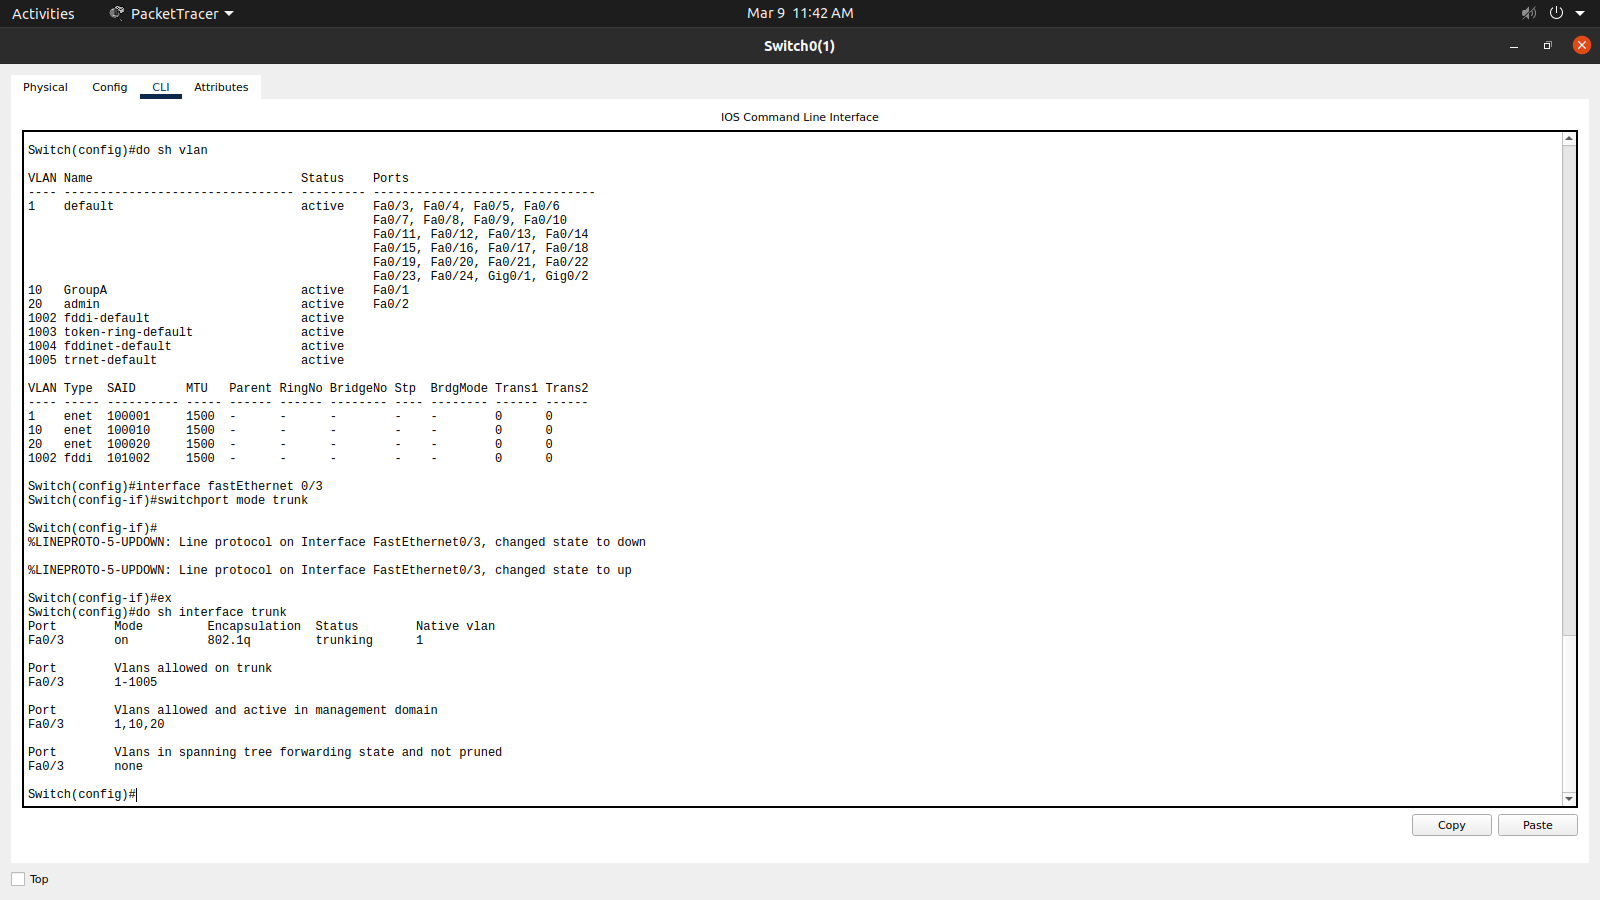 Activities PacketTracer Mar 9 11:42 AM
Switch0(1)
Physical Config CLI Attributes
IOS Command Line Interface
Switch(config)#do sh vlan
VLAN Name                             Status    Ports
---- -------------------------------- --------- -------------------------------
1    default                          active    Fa0/3, Fa0/4, Fa0/5, Fa0/6
                                                Fa0/7, Fa0/8, Fa0/9, Fa0/10
                                                Fa0/11, Fa0/12, Fa0/13, Fa0/14
                                                Fa0/15, Fa0/16, Fa0/17, Fa0/18
                                                Fa0/19, Fa0/20, Fa0/21, Fa0/22
                                                Fa0/23, Fa0/24, Gig0/1, Gig0/2
10   GroupA                           active    Fa0/1
20   admin                            active    Fa0/2
1002 fddi-default                     active
1003 token-ring-default               active
1004 fddinet-default                  active
1005 trnet-default                    active
VLAN Type  SAID       MTU   Parent RingNo BridgeNo Stp  BrdgMode Trans1 Trans2
---- ----- ---------- ----- ------ ------ -------- ---- -------- ------ ------
1    enet  100001     1500  -      -      -        -    -        0      0
10   enet  100010     1500  -      -      -        -    -        0      0
20   enet  100020     1500  -      -      -        -    -        0      0
1002 fddi  101002     1500  -      -      -        -    -        0      0
Switch(config)#interface fastEthernet 0/3
Switch(config-if)#switchport mode trunk
Switch(config-if)#
%LINEPROTO-5-UPDOWN: Line protocol on Interface FastEthernet0/3, changed state to down
%LINEPROTO-5-UPDOWN: Line protocol on Interface FastEthernet0/3, changed state to up
Switch(config-if)#ex
Switch(config)#do sh interface trunk
Port        Mode         Encapsulation  Status        Native vlan
Fa0/3       on           802.1q         trunking      1
Port        Vlans allowed on trunk
Fa0/3       1-1005
Port        Vlans allowed and active in management domain
Fa0/3       1,10,20
Port        Vlans in spanning tree forwarding state and not pruned
Fa0/3       none
Switch(config)#
Copy Paste
Top